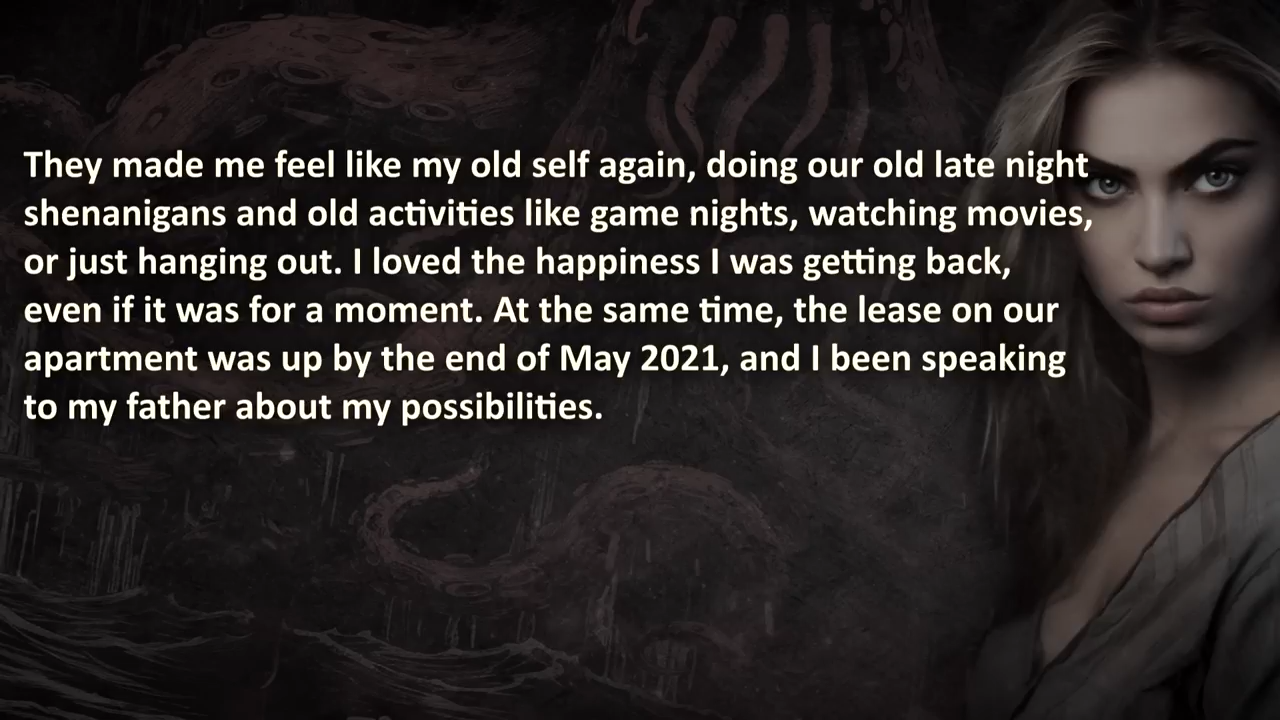 They made me feel like my old self again, doing our old late night
shenanigans and old activities like game nights, watching movies,
or just hanging out. I loved the happiness I was getting back,
even if it was for a moment. At the same time, the lease on our
apartment was up by the end of May 2021, and I been speaking
to my father about my possibilities.